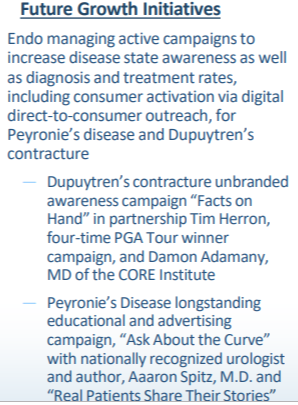 Future Growth Initiatives
Endo managing active campaigns to
increase disease state awareness as well
as diagnosis and treatment rates,
including consumer activation via digital
direct-to-consumer outreach, for
Peyronie's disease and Dupuytren's
contracture
— Dupuytren's contracture unbranded
awareness campaign "Facts on
Hand" in partnership Tim Herron,
four-time PGA Tour winner
campaign, and Damon Adamany,
MD of the CORE Institute
— Peyronie's Disease longstanding
educational and advertising
campaign, "Ask About the Curve"
with nationally recognized urologist
and author, Aaaron Spitz, M.D. and
"Real Patients Share Their Stories"